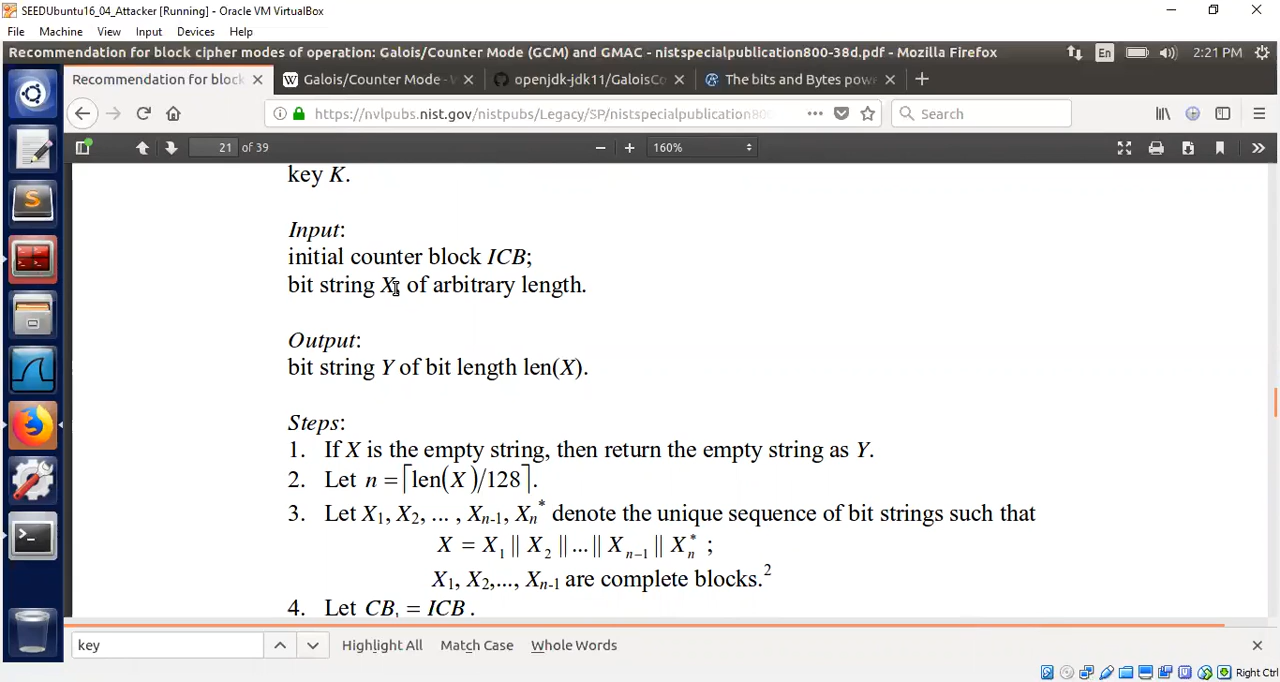 SEEDUbuntu16_04_Attacker [Running] - Oracle VM VirtualBox
File Machine View Input Devices Help
Recommendation for block cipher modes of operation: Galois/Counter Mode (GCM) and GMAC - nistspecialpublication800-38d.pdf - Mozilla Firefox
En 2:21 PM
Recommendation for block Galois/Counter Mode - W openjdk-jdk11/GaloisCo The bits and Bytes pow
https://nvlpubs.nist.gov/nistpubs/Legacy/SP/nistspecialpublication800 Search
21 of 39 160%
key K.
Input:
initial counter block ICB;
bit string X, of arbitrary length.
Output:
bit string Y of bit length len(X).
Steps:
1. If X is the empty string, then return the empty string as Y.
2. Let n = ⌈len(X)/128⌉.
3. Let X1, X2, ... , Xn-1, Xn* denote the unique sequence of bit strings such that
X = X1 || X2 || ... || Xn−1 || Xn* ;
X1, X2,..., Xn-1 are complete blocks.2
4. Let CB1 = ICB .
key Highlight All Match Case Whole Words
Right Ctrl